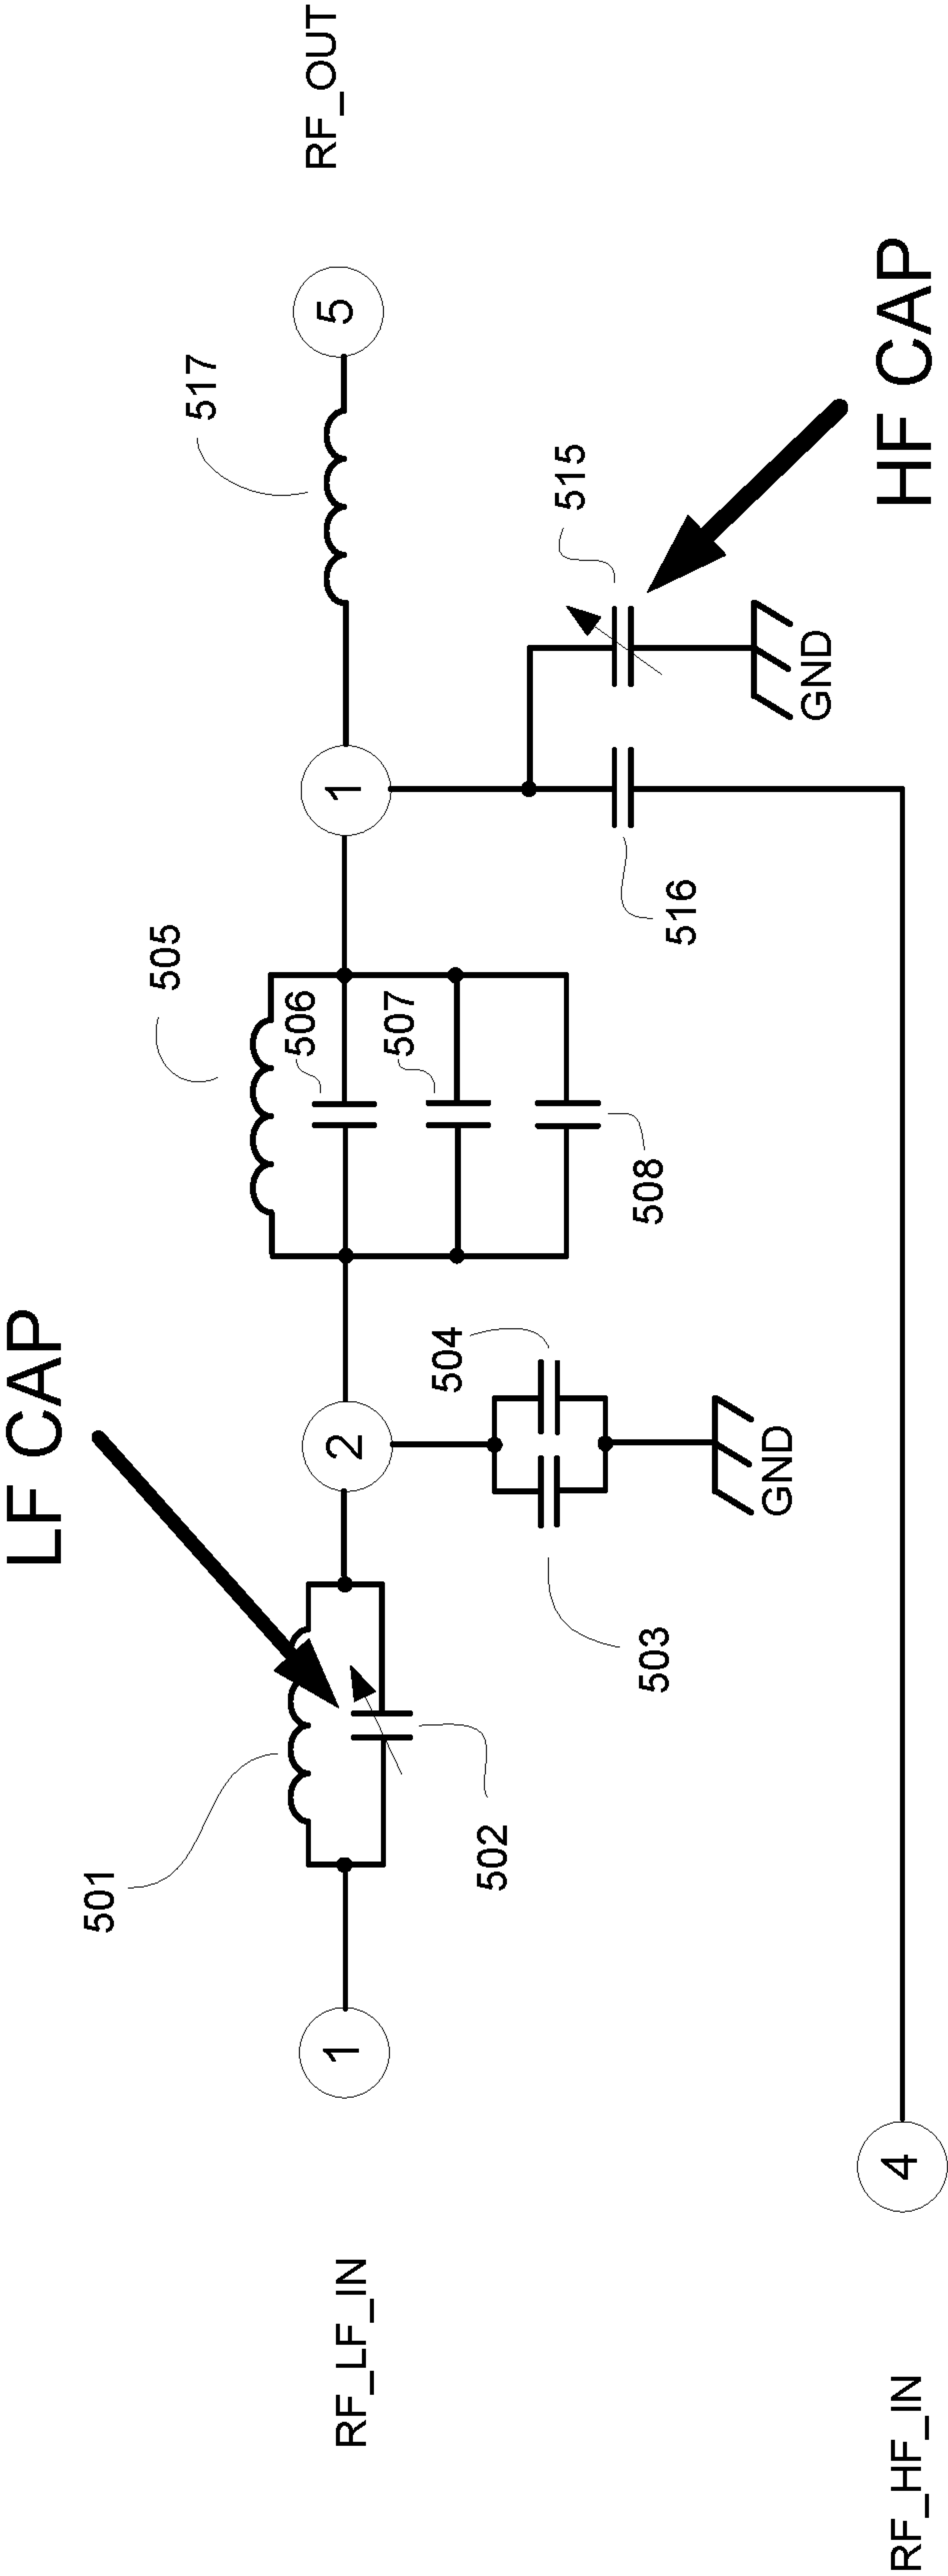 LF CAP
501
505
517
RF_OUT
RF_LF_IN
1
2
1
5
506
507
508
502
504
503
516
515
GND
GND
HF CAP
RF_HF_IN
4